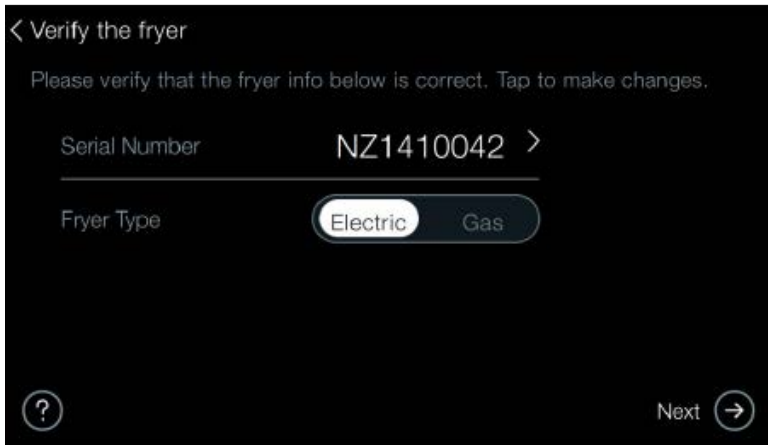 Verify the fryer
Please verify that the fryer info below is correct. Tap to make changes.
Serial Number NZ1410042
Fryer Type Electric Gas
?
Next